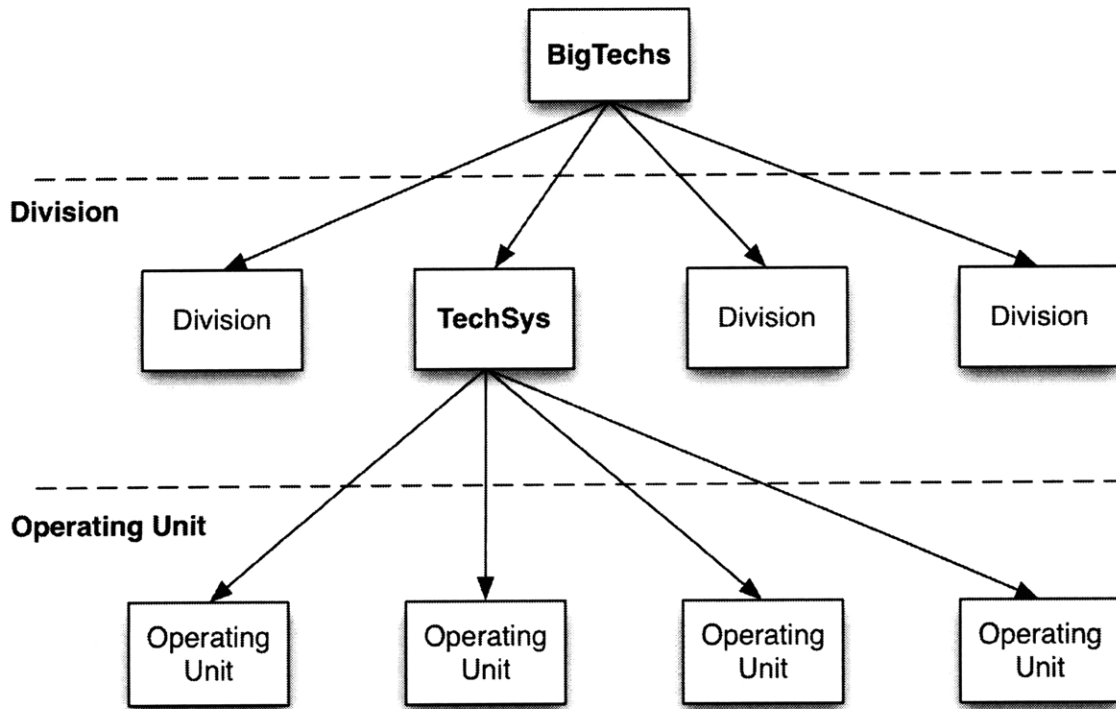 BigTechs
Division
Division
TechSys
Division
Division
Operating Unit
Operating
Unit
Operating
Unit
Operating
Unit
Operating
Unit